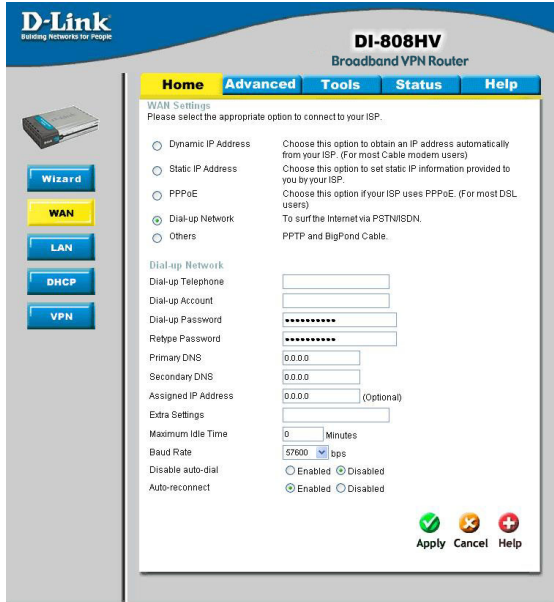 D-Link
Building Networks for People
DI-808HV
Broadband VPN Router
Home Advanced Tools Status Help
Wizard
WAN
LAN
DHCP
VPN
WAN Settings
Please select the appropriate option to connect to your ISP.
Dynamic IP Address Choose this option to obtain an IP address automatically
from your ISP. (For most Cable modem users)
Static IP Address Choose this option to set static IP information provided to
you by your ISP.
PPPoE Choose this option if your ISP uses PPPoE. (For most DSL
users)
Dial-up Network To surf the Internet via PSTN/ISDN.
Others PPTP and BigPond Cable.
Dial-up Network
Dial-up Telephone
Dial-up Account
Dial-up Password ••••••••••
Retype Password ••••••••••
Primary DNS 0.0.0.0
Secondary DNS 0.0.0.0
Assigned IP Address 0.0.0.0 (Optional)
Extra Settings
Maximum Idle Time 0 Minutes
Baud Rate 57600 bps
Disable auto-dial Enabled Disabled
Auto-reconnect Enabled Disabled
Apply Cancel Help